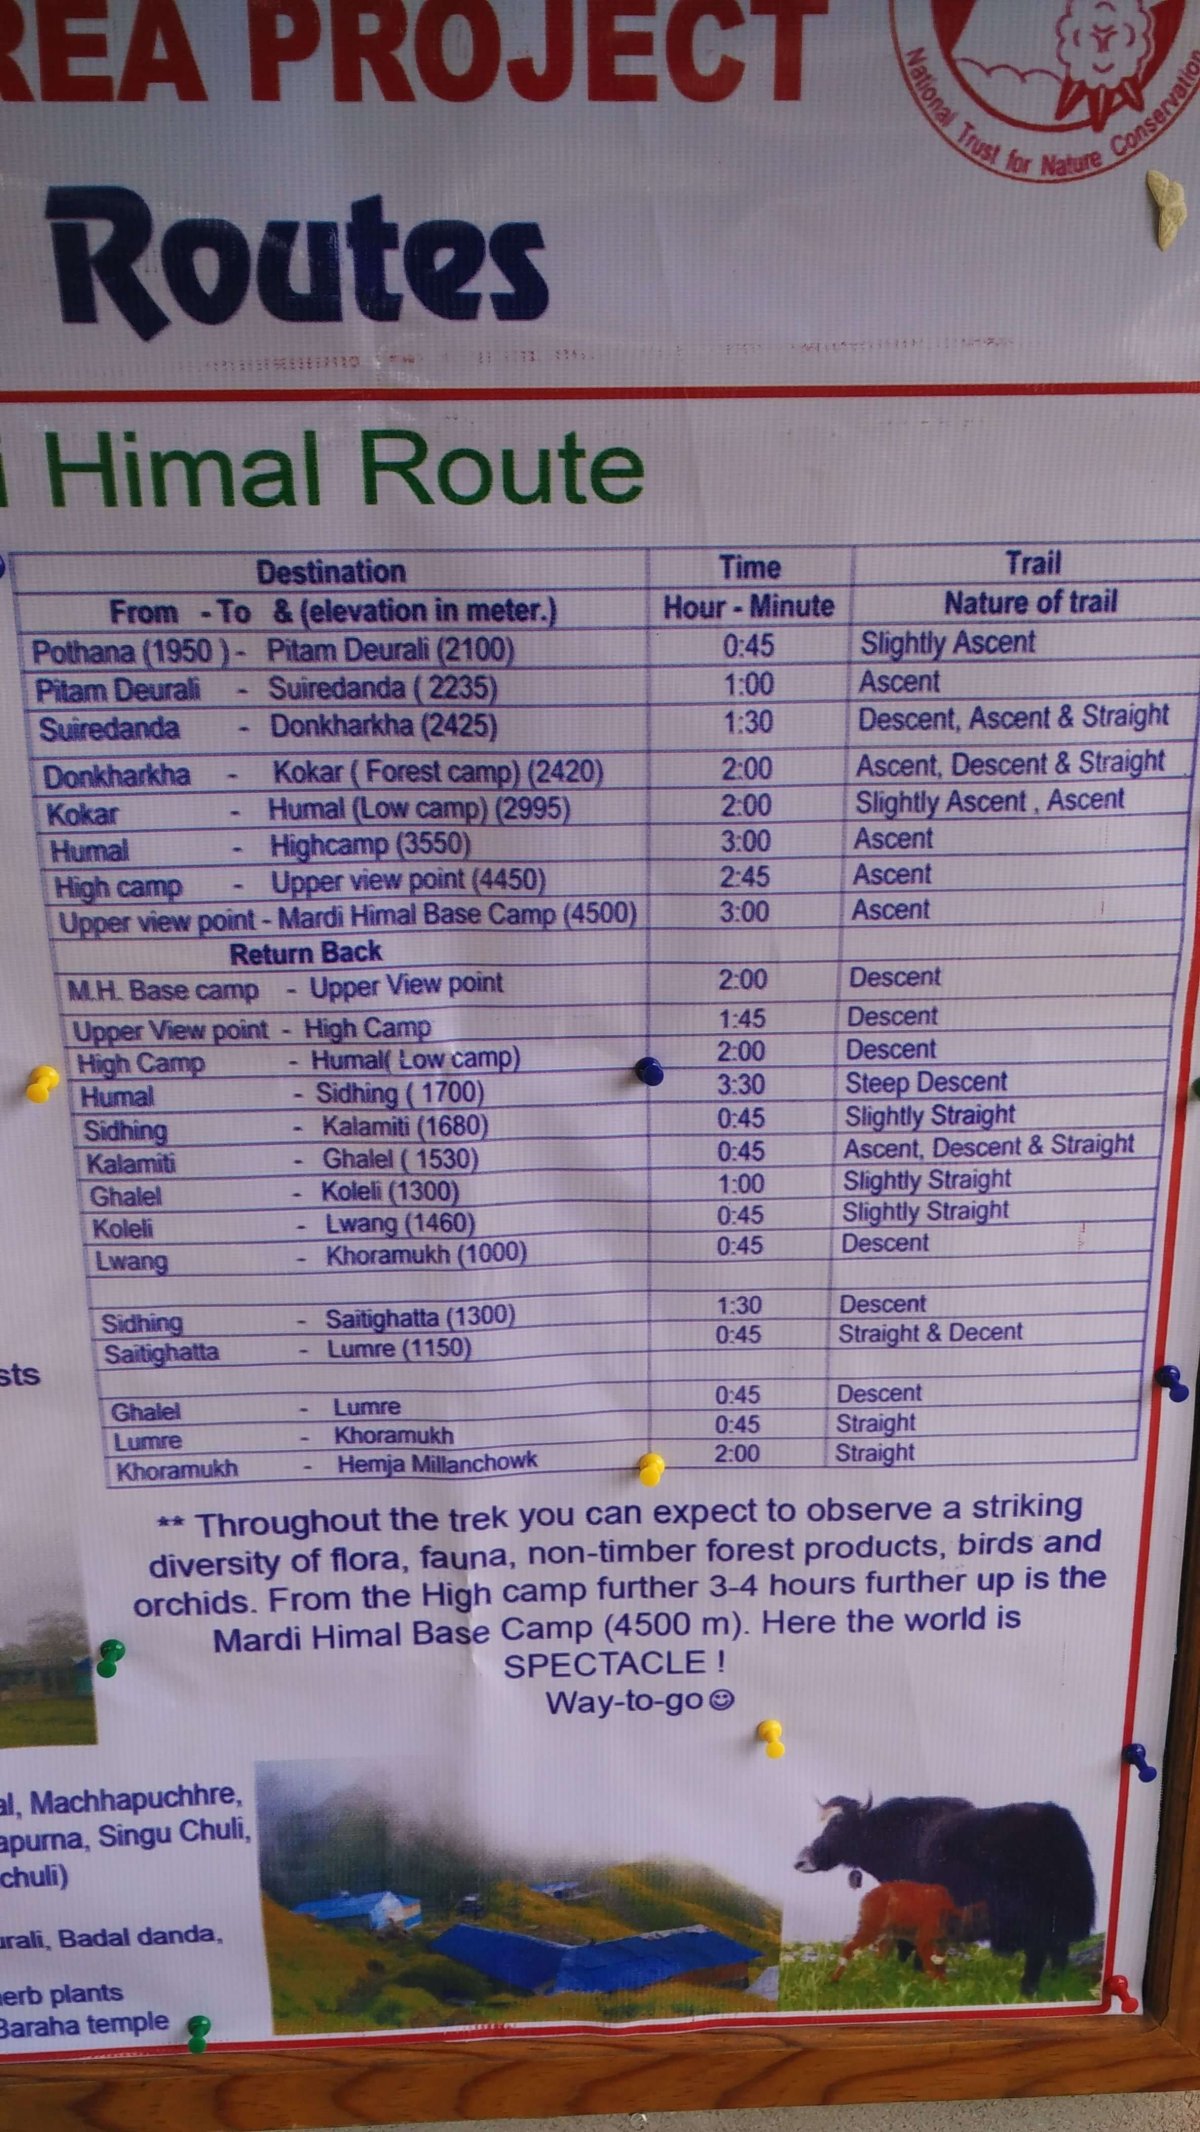 REA PROJECT
National Trust for Nature Conservation
Routes
i Himal Route
Destination Time Trail
From - To & (elevation in meter.) Hour - Minute Nature of trail
Pothana (1950 ) - Pitam Deurali (2100) 0:45 Slightly Ascent
Pitam Deurali - Suiredanda ( 2235) 1:00 Ascent
Suiredanda - Donkharkha (2425) 1:30 Descent, Ascent & Straight
Donkharkha - Kokar ( Forest camp) (2420) 2:00 Ascent, Descent & Straight
Kokar - Humal (Low camp) (2995) 2:00 Slightly Ascent , Ascent
Humal - Highcamp (3550) 3:00 Ascent
High camp - Upper view point (4450) 2:45 Ascent
Upper view point - Mardi Himal Base Camp (4500) 3:00 Ascent
Return Back
M.H. Base camp - Upper View point 2:00 Descent
Upper View point - High Camp 1:45 Descent
High Camp - Humal( Low camp) 2:00 Descent
Humal - Sidhing ( 1700) 3:30 Steep Descent
Sidhing - Kalamiti (1680) 0:45 Slightly Straight
Kalamiti - Ghalel ( 1530) 0:45 Ascent, Descent & Straight
Ghalel - Koleli (1300) 1:00 Slightly Straight
Koleli - Lwang (1460) 0:45 Slightly Straight
Lwang - Khoramukh (1000) 0:45 Descent
Sidhing - Saitighatta (1300) 1:30 Descent
Saitighatta - Lumre (1150) 0:45 Straight & Decent
sts
Ghalel - Lumre 0:45 Descent
Lumre - Khoramukh 0:45 Straight
Khoramukh - Hemja Millanchowk 2:00 Straight
** Throughout the trek you can expect to observe a striking
diversity of flora, fauna, non-timber forest products, birds and
orchids. From the High camp further 3-4 hours further up is the
Mardi Himal Base Camp (4500 m). Here the world is
SPECTACLE !
Way-to-go☺
al, Machhapuchhre,
apurna, Singu Chuli,
chuli)
urali, Badal danda,
herb plants
Baraha temple